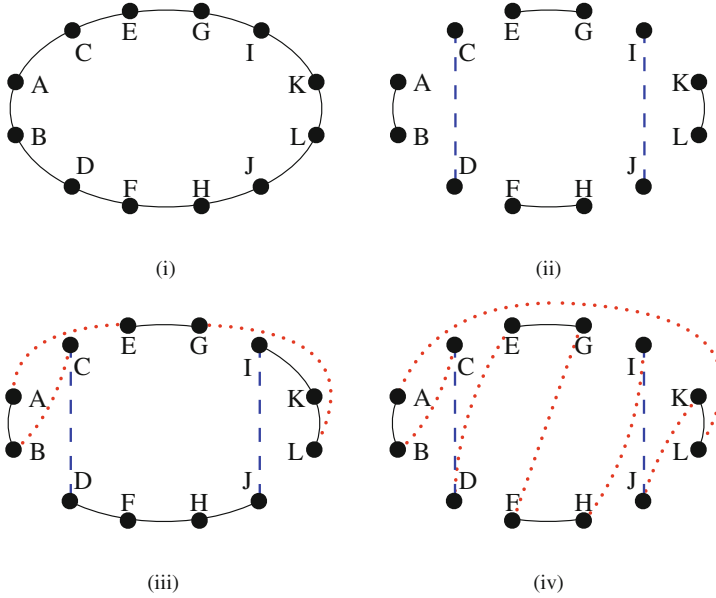 E G E G
C I C I
A K A K
B L B L
D J D J
F H F H
(i) (ii)
E G E G
C I C I
A K A K
B L B L
D J D J
F H F H
(iii) (iv)